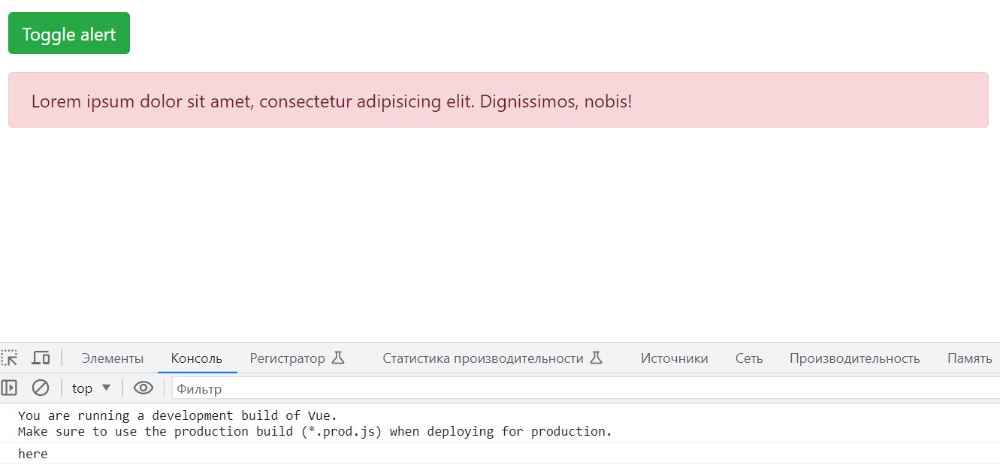 Toggle alert
Lorem ipsum dolor sit amet, consectetur adipisicing elit. Dignissimos, nobis!
Элементы Консоль Регистратор Статистика производительности Источники Сеть Производительность Память
top Фильтр
You are running a development build of Vue.
Make sure to use the production build (*.prod.js) when deploying for production.
here